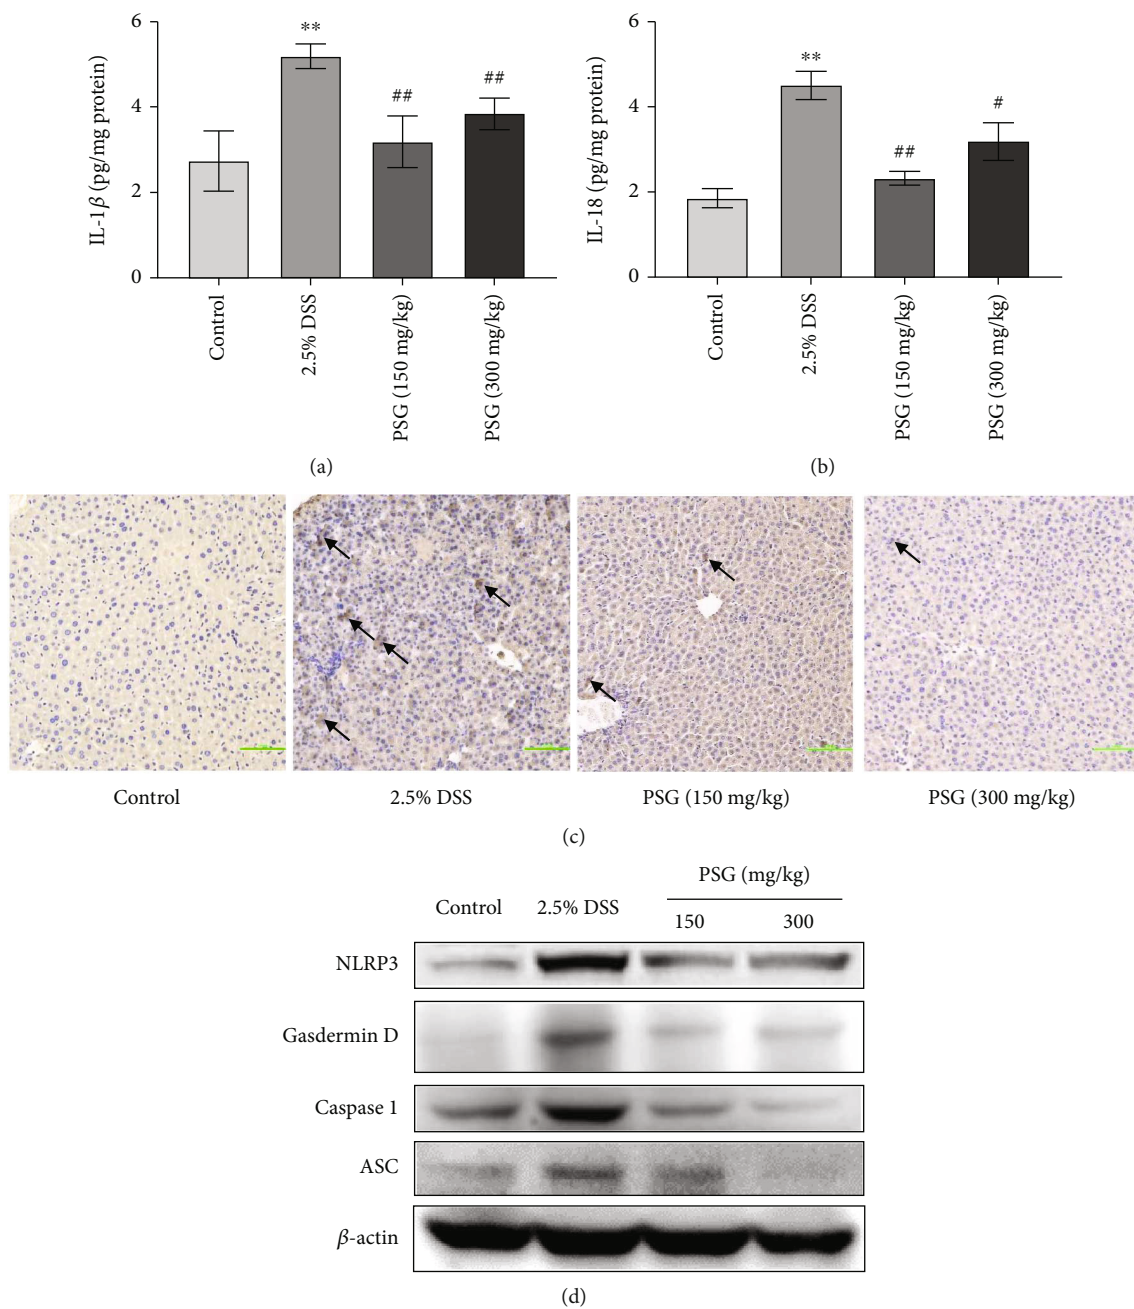 6
4
2
0
IL-1β (pg/mg protein)
**
##
##
Control
2.5% DSS
PSG (150 mg/kg)
PSG (300 mg/kg)
(a)
6
4
2
0
IL-18 (pg/mg protein)
**
##
#
Control
2.5% DSS
PSG (150 mg/kg)
PSG (300 mg/kg)
(b)
Control
2.5% DSS
PSG (150 mg/kg)
PSG (300 mg/kg)
(c)
PSG (mg/kg)
Control
2.5% DSS
150
300
NLRP3
Gasdermin D
Caspase 1
ASC
β-actin
(d)